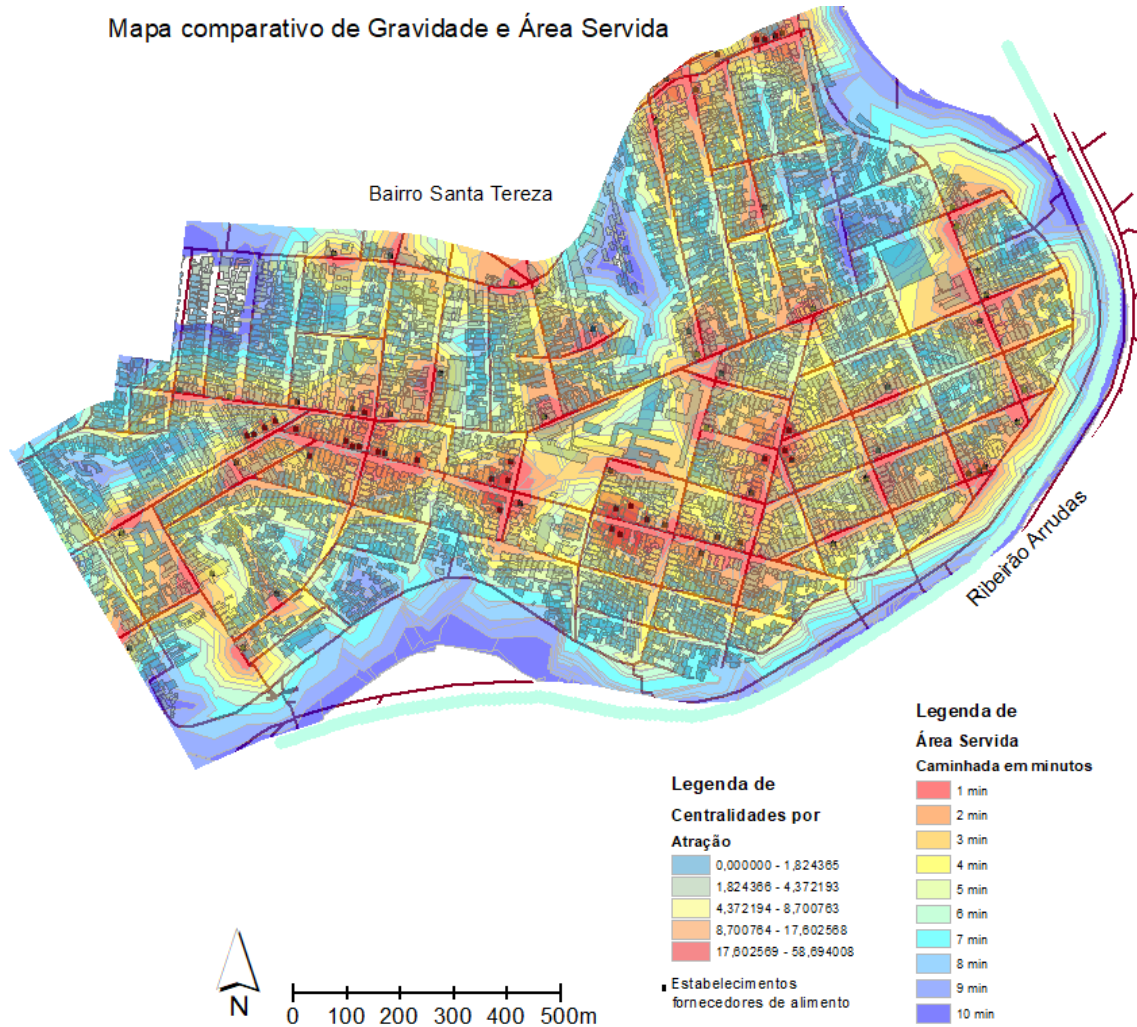 Mapa comparativo de Gravidade e Área Servida
Bairro Santa Tereza
Ribeirão Arrudas
Legenda de
Centralidades por
Atração
0,000000 - 1,824365
1,824366 - 4,372193
4,372194 - 8,700763
8,700764 - 17,602568
17,602569 - 58,694008
Estabelecimentos
fornecedores de alimento
Legenda de
Área Servida
Caminhada em minutos
1 min
2 min
3 min
4 min
5 min
6 min
7 min
8 min
9 min
10 min
N
0 100 200 300 400 500m